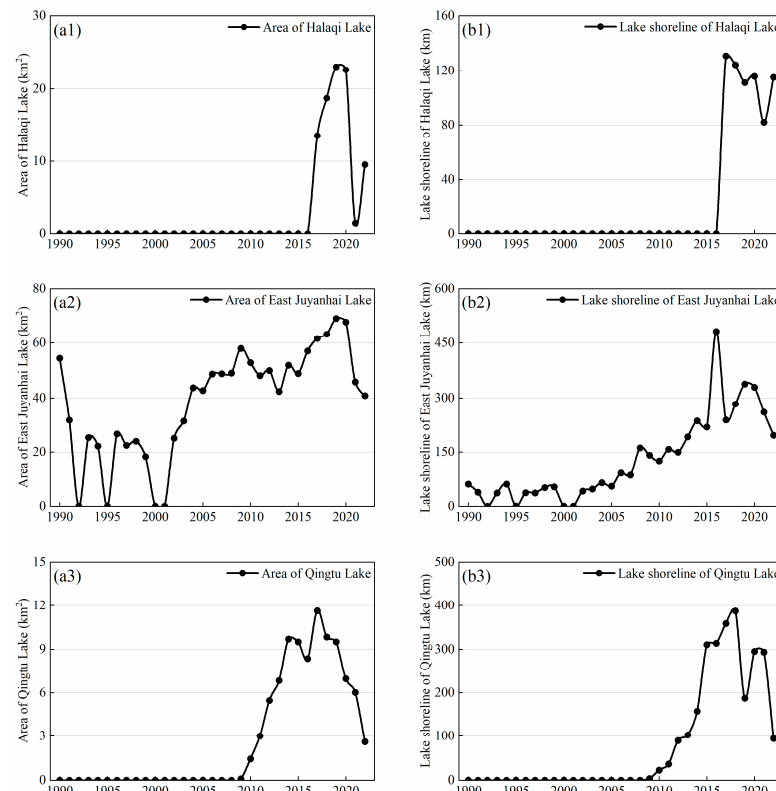 (a1)
Area of Halaqi Lake
Area of Halaqi Lake (km²)
30
20
10
0
1990 1995 2000 2005 2010 2015 2020
(b1)
Lake shoreline of Halaqi Lake
Lake shoreline of Halaqi Lake (km)
160
120
80
40
0
1990 1995 2000 2005 2010 2015 2020
(a2)
Area of East Juyanhai Lake
Area of East Juyanhai Lake (km²)
80
60
40
20
0
1990 1995 2000 2005 2010 2015 2020
(b2)
Lake shoreline of East Juyanhai Lake
Lake shoreline of East Juyanhai Lake (km)
600
450
300
150
0
1990 1995 2000 2005 2010 2015 2020
(a3)
Area of Qingtu Lake
Area of Qingtu Lake (km²)
15
12
9
6
3
0
1990 1995 2000 2005 2010 2015 2020
(b3)
Lake shoreline of Qingtu Lake
Lake shoreline of Qingtu Lake (km)
500
400
300
200
100
0
1990 1995 2000 2005 2010 2015 2020